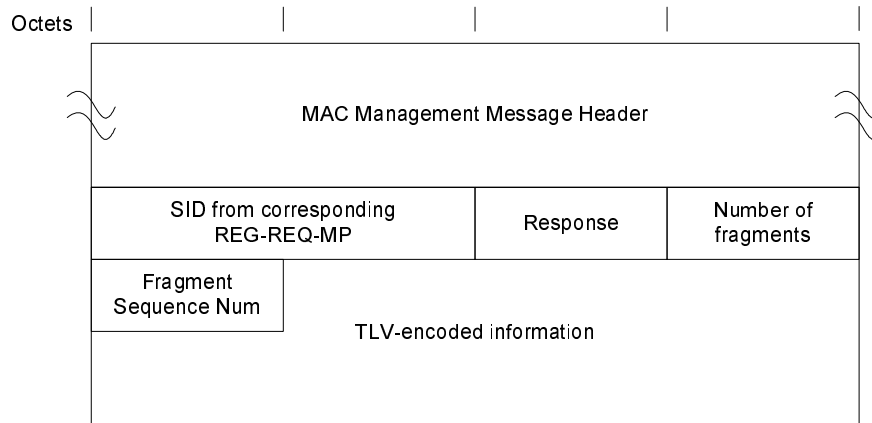 Octets
MAC Management Message Header
SID from corresponding
REG-REQ-MP
Response
Number of
fragments
Fragment
Sequence Num
TLV-encoded information